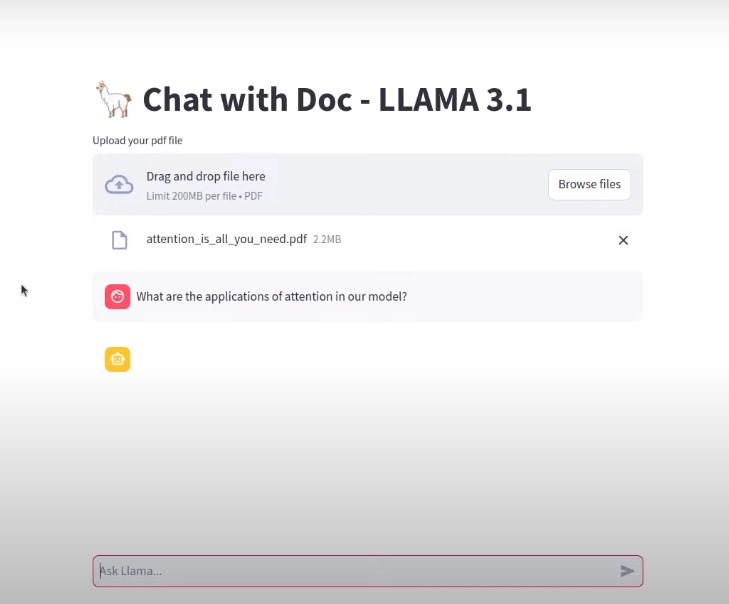 Chat with Doc - LLAMA 3.1
Upload your pdf file
Drag and drop file here
Limit 200MB per file • PDF
Browse files
attention_is_all_you_need.pdf 2.2MB
What are the applications of attention in our model?
Ask Llama...